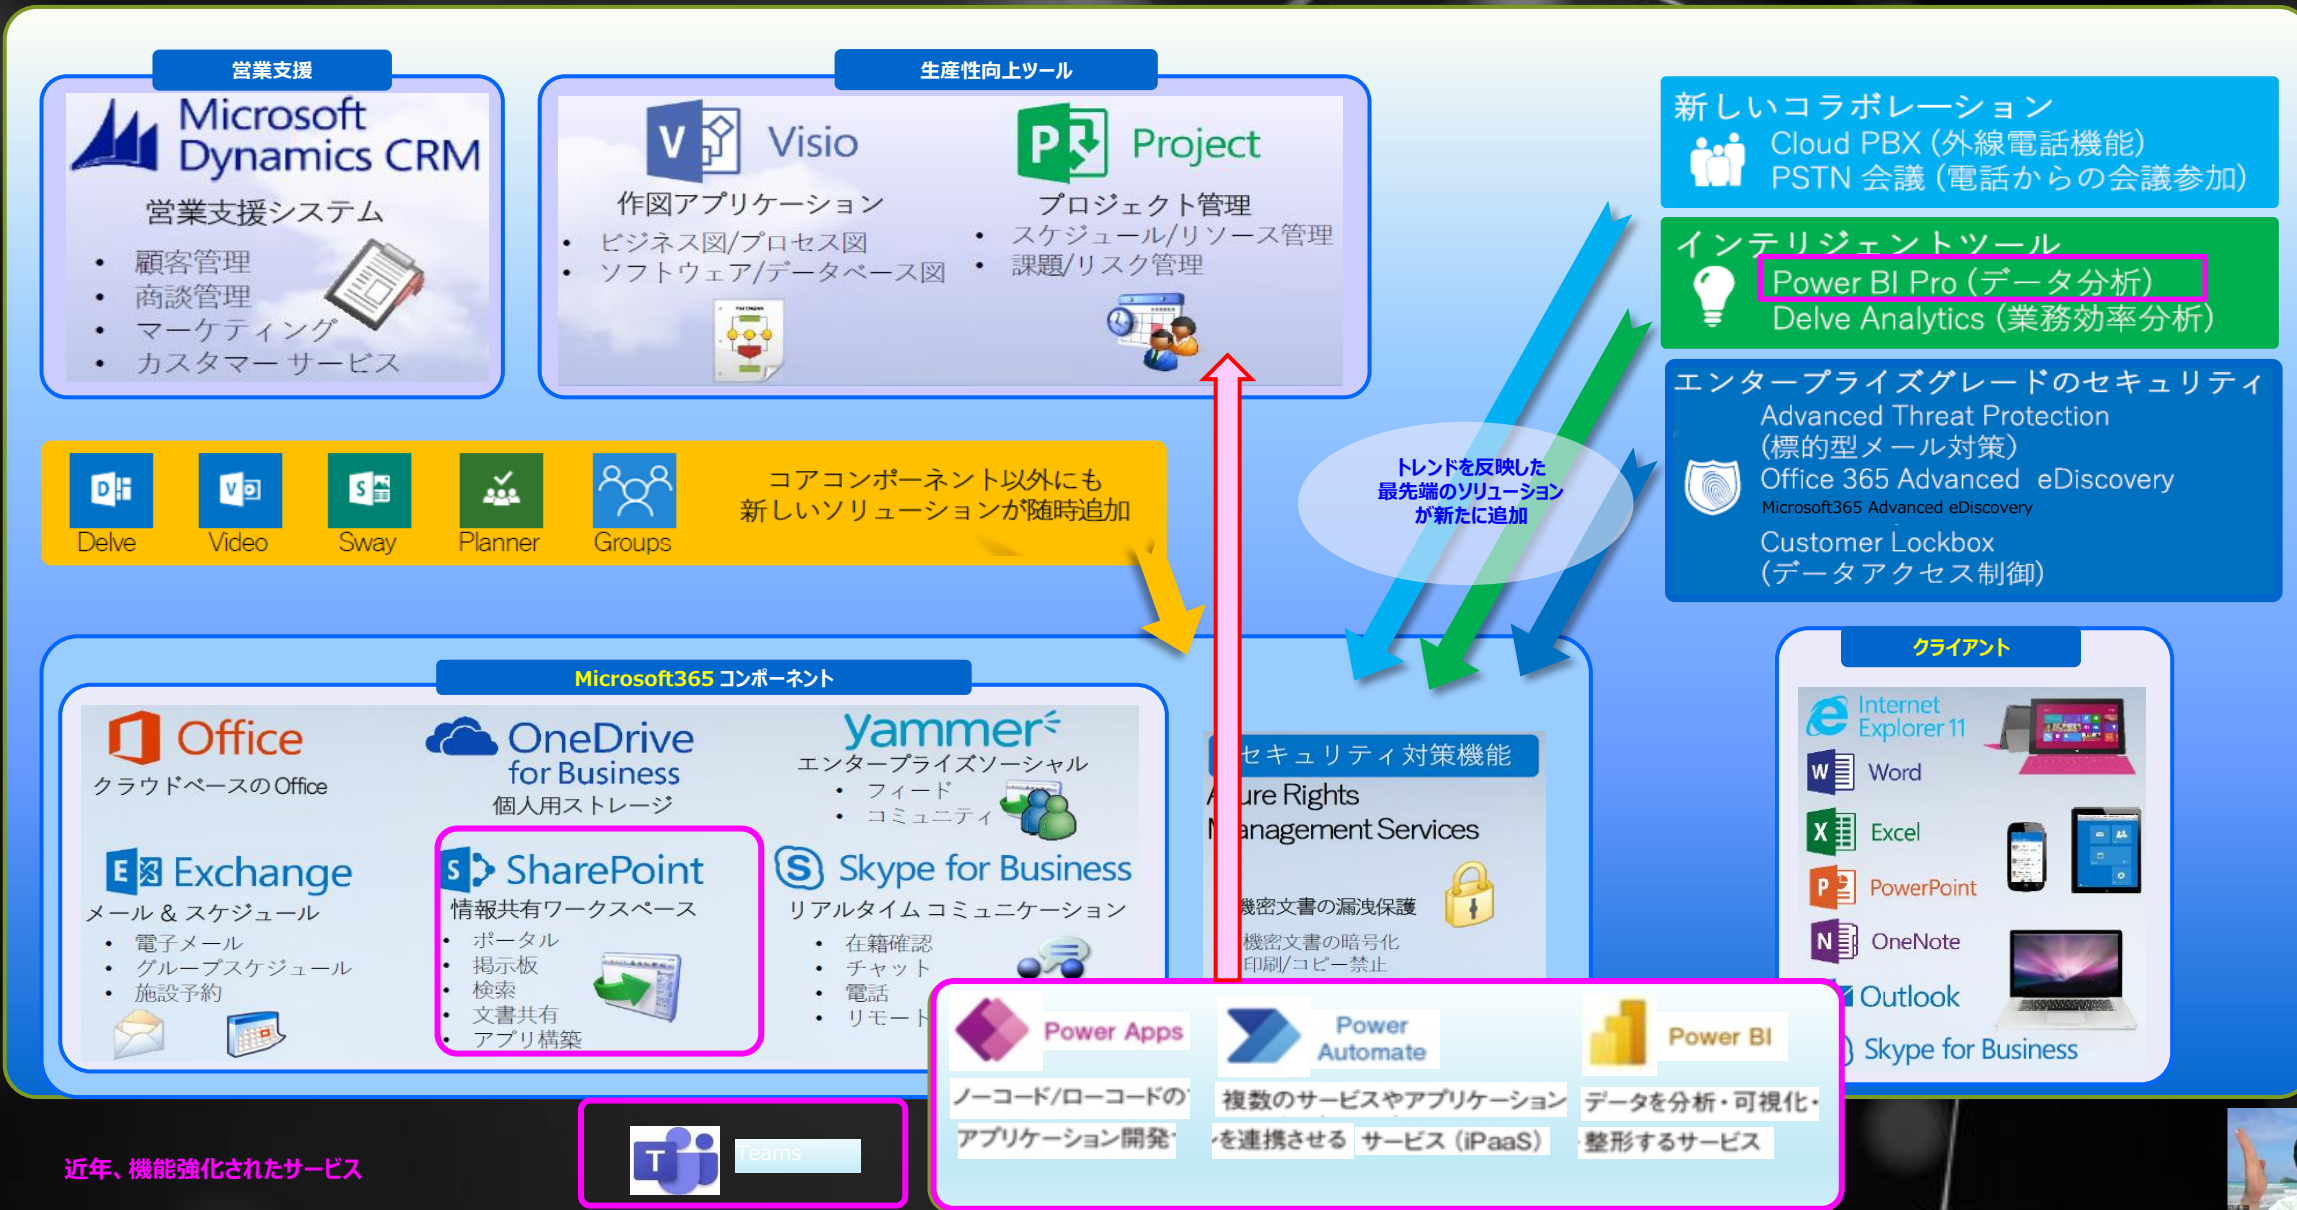 営業支援
Microsoft
Dynamics CRM
営業支援システム
• 顧客管理
• 商談管理
• マーケティング
• カスタマー サービス
生産性向上ツール
Visio
作図アプリケーション
• ビジネス図/プロセス図
• ソフトウェア/データベース図
Project
プロジェクト管理
• スケジュール/リソース管理
• 課題/リスク管理
新しいコラボレーション
Cloud PBX (外線電話機能)
PSTN 会議 (電話からの会議参加)
インテリジェントツール
Power BI Pro (データ分析)
Delve Analytics (業務効率分析)
エンタープライズグレードのセキュリティ
Advanced Threat Protection
(標的型メール対策)
Office 365 Advanced eDiscovery
Microsoft365 Advanced eDiscovery
Customer Lockbox
(データアクセス制御)
Delve
Video
Sway
Planner
Groups
コアコンポーネント以外にも
新しいソリューションが随時追加
トレンドを反映した
最先端のソリューション
が新たに追加
Microsoft365 コンポーネント
Office
クラウドベースの Office
OneDrive
for Business
個人用ストレージ
yammer
エンタープライズソーシャル
• フィード
• コミュニティ
Exchange
メール & スケジュール
• 電子メール
• グループスケジュール
• 施設予約
SharePoint
情報共有ワークスペース
• ポータル
• 掲示板
• 検索
• 文書共有
• アプリ構築
Skype for Business
リアルタイム コミュニケーション
• 在籍確認
• チャット
• 電話
• リモート
セキュリティ対策機能
Rights
Services
機密文書の漏洩保護
機密文書の暗号化
印刷/コピー禁止
クライアント
Internet
Explorer 11
Word
Excel
PowerPoint
OneNote
Outlook
Skype for Business
近年、機能強化されたサービス
Teams
Power Apps
ノーコード/ローコードの
アプリケーション開発
Power
Automate
複数のサービスやアプリケーション
を連携させる サービス (iPaaS)
Power BI
データを分析・可視化・
整形するサービス